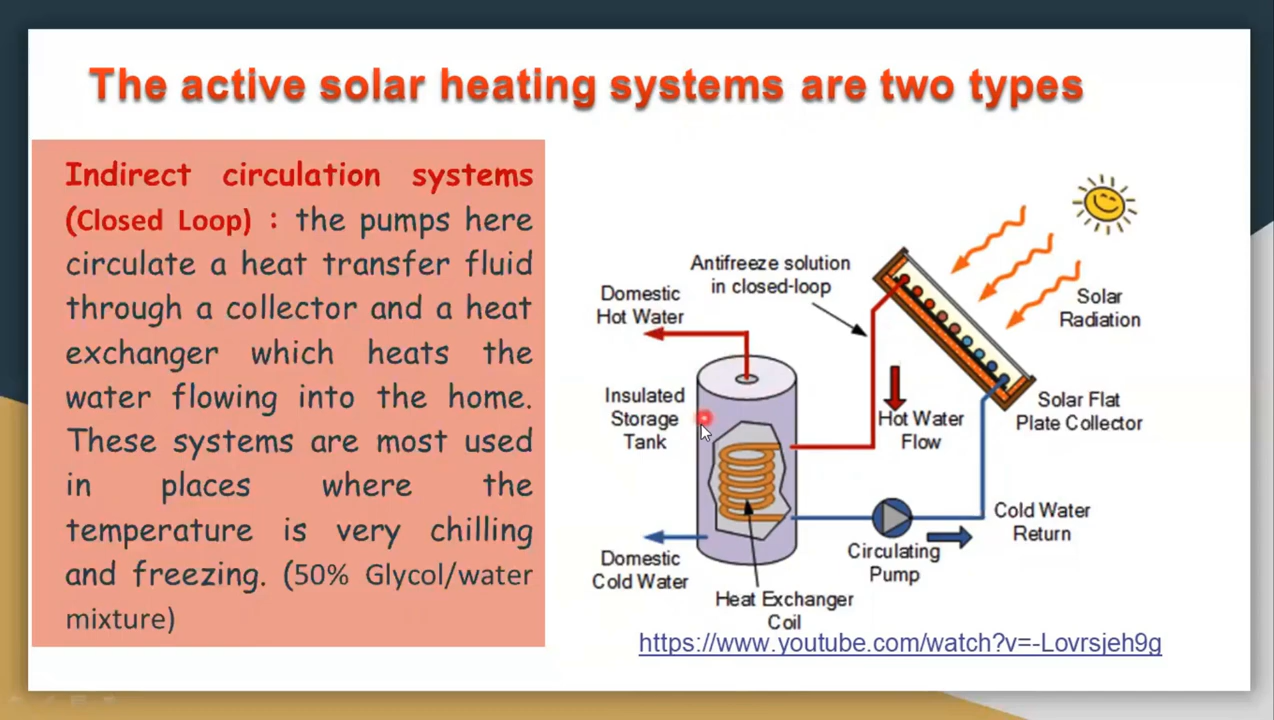 The active solar heating systems are two types
Indirect circulation systems
(Closed Loop) : the pumps here
circulate a heat transfer fluid
through a collector and a heat
exchanger which heats the
water flowing into the home.
These systems are most used
in places where the
temperature is very chilling
and freezing. (50% Glycol/water
mixture)
Antifreeze solution
in closed-loop
Domestic
Hot Water
Solar
Radiation
Insulated
Storage
Tank
Hot Water
Flow
Solar Flat
Plate Collector
Cold Water
Return
Circulating
Pump
Domestic
Cold Water
Heat Exchanger
Coil
https://www.youtube.com/watch?v=-Lovrsjeh9g